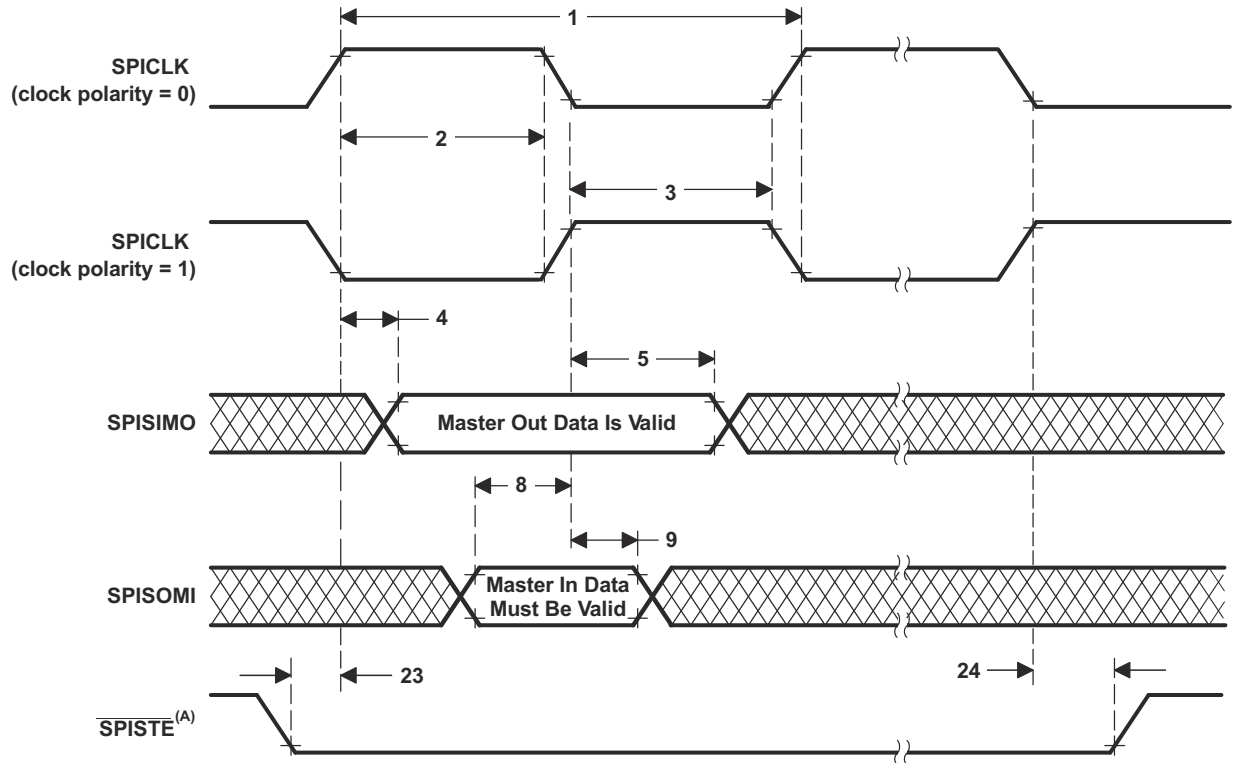 1
SPICLK
(clock polarity = 0)
2
3
SPICLK
(clock polarity = 1)
4
5
SPISIMO
Master Out Data Is Valid
8
9
SPISOMI
Master In Data
Must Be Valid
23
24
SPISTE(A)